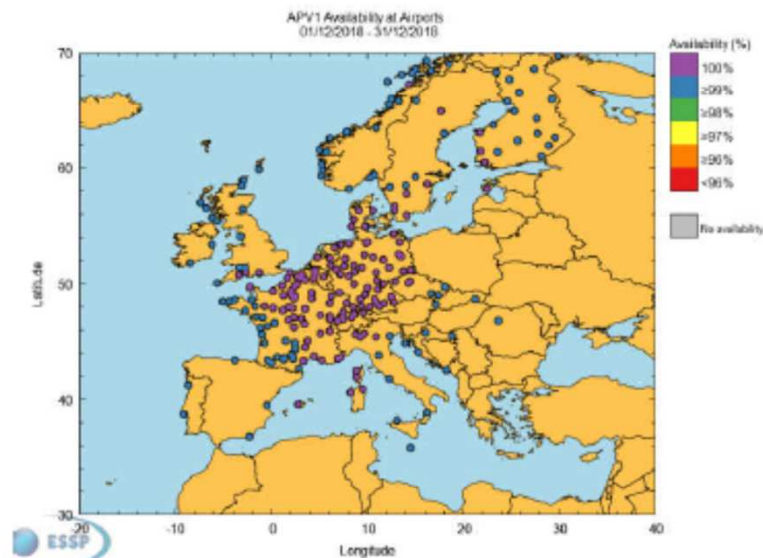 APV1 Availability at Airports
01/12/2018 - 31/12/2018
Availability (%)
100%
≥99%
≥98%
≥97%
≥96%
<96%
No availability
70
60
50
40
30
Latitude
-20
-10
0
10
20
30
40
Longitude
ESSP